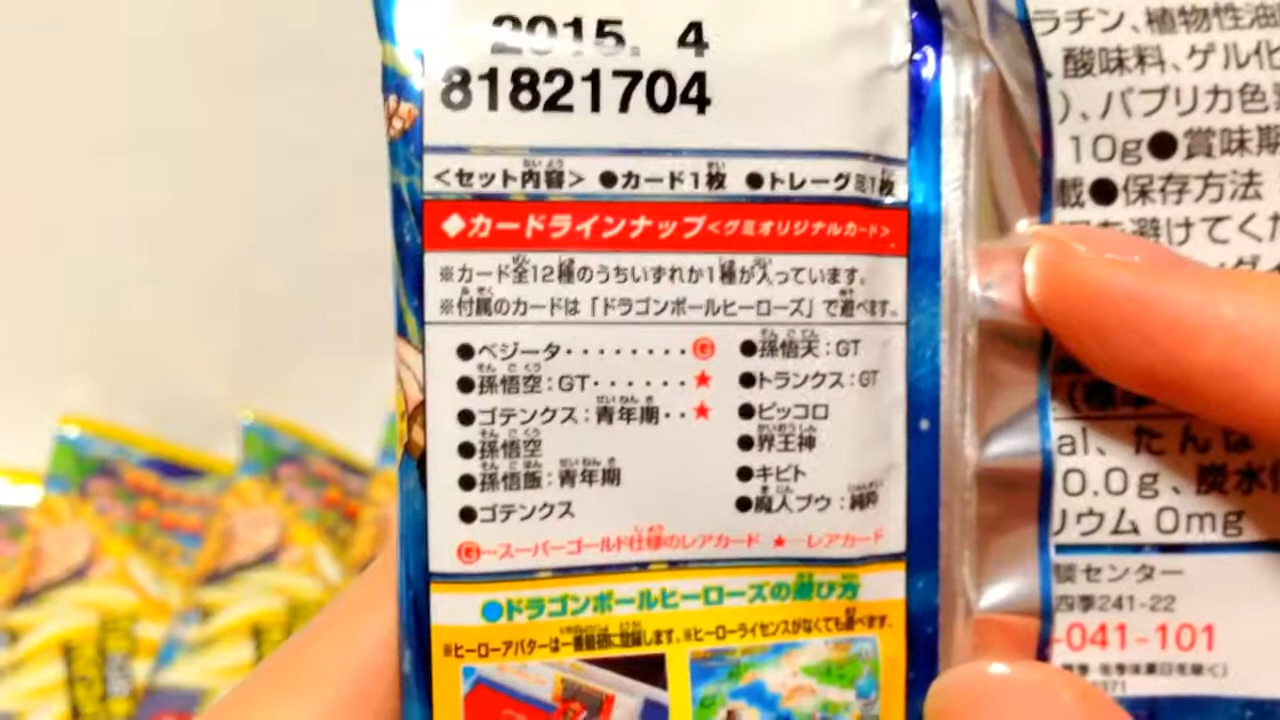 2015. 4
81821704
<セット内容> ●カード1枚 ●トレーグミ1枚
◆カードラインナップ<グミオリジナルカード>
※カード全12種のうちいずれか1種が入っています。
※付属のカードは「ドラゴンボールヒーローズ」で遊べます。
●ベジータ········G
●孫悟空:GT······★
●ゴテンクス:青年期··★
●孫悟空
●孫悟飯:青年期
●ゴテンクス
●孫悟天:GT
●トランクス:GT
●ピッコロ
●界王神
●キビト
●魔人ブウ:純粋
G…スーパーゴールド仕様のレアカード ★…レアカード
●ドラゴンボールヒーローズの遊び方
※ヒーローアバターは一番最初に登録します。※ヒーローライセンスがなくても遊べます。
ラチン、植物性油
、酸味料、ゲル化
)、パプリカ色
10g●賞味期
載●保存方法
を避けてくだ
al、たんぱ
0.0g、炭水
リウム 0mg
談センター
四季241-22
-041-101